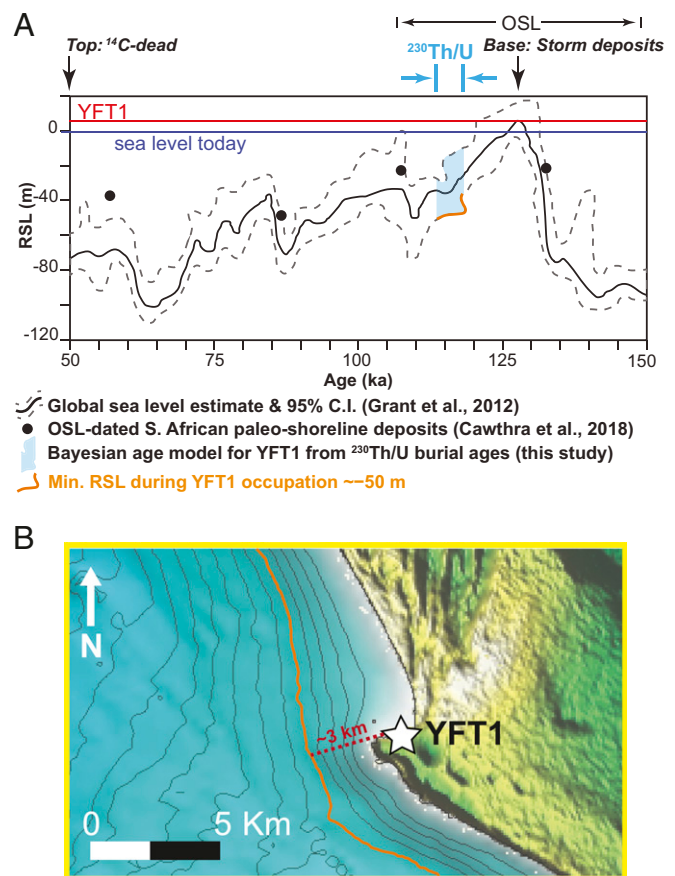 A
OSL
Top: ¹⁴C-dead
²³⁰Th/U
Base: Storm deposits
YFT1
sea level today
RSL (m)
0
-40
-80
-120
50
75
100
125
150
Age (ka)
Global sea level estimate & 95% C.I. (Grant et al., 2012)
OSL-dated S. African paleo-shoreline deposits (Cawthra et al., 2018)
Bayesian age model for YFT1 from ²³⁰Th/U burial ages (this study)
Min. RSL during YFT1 occupation ~−50 m
B
N
~3 km
YFT1
0 5 Km